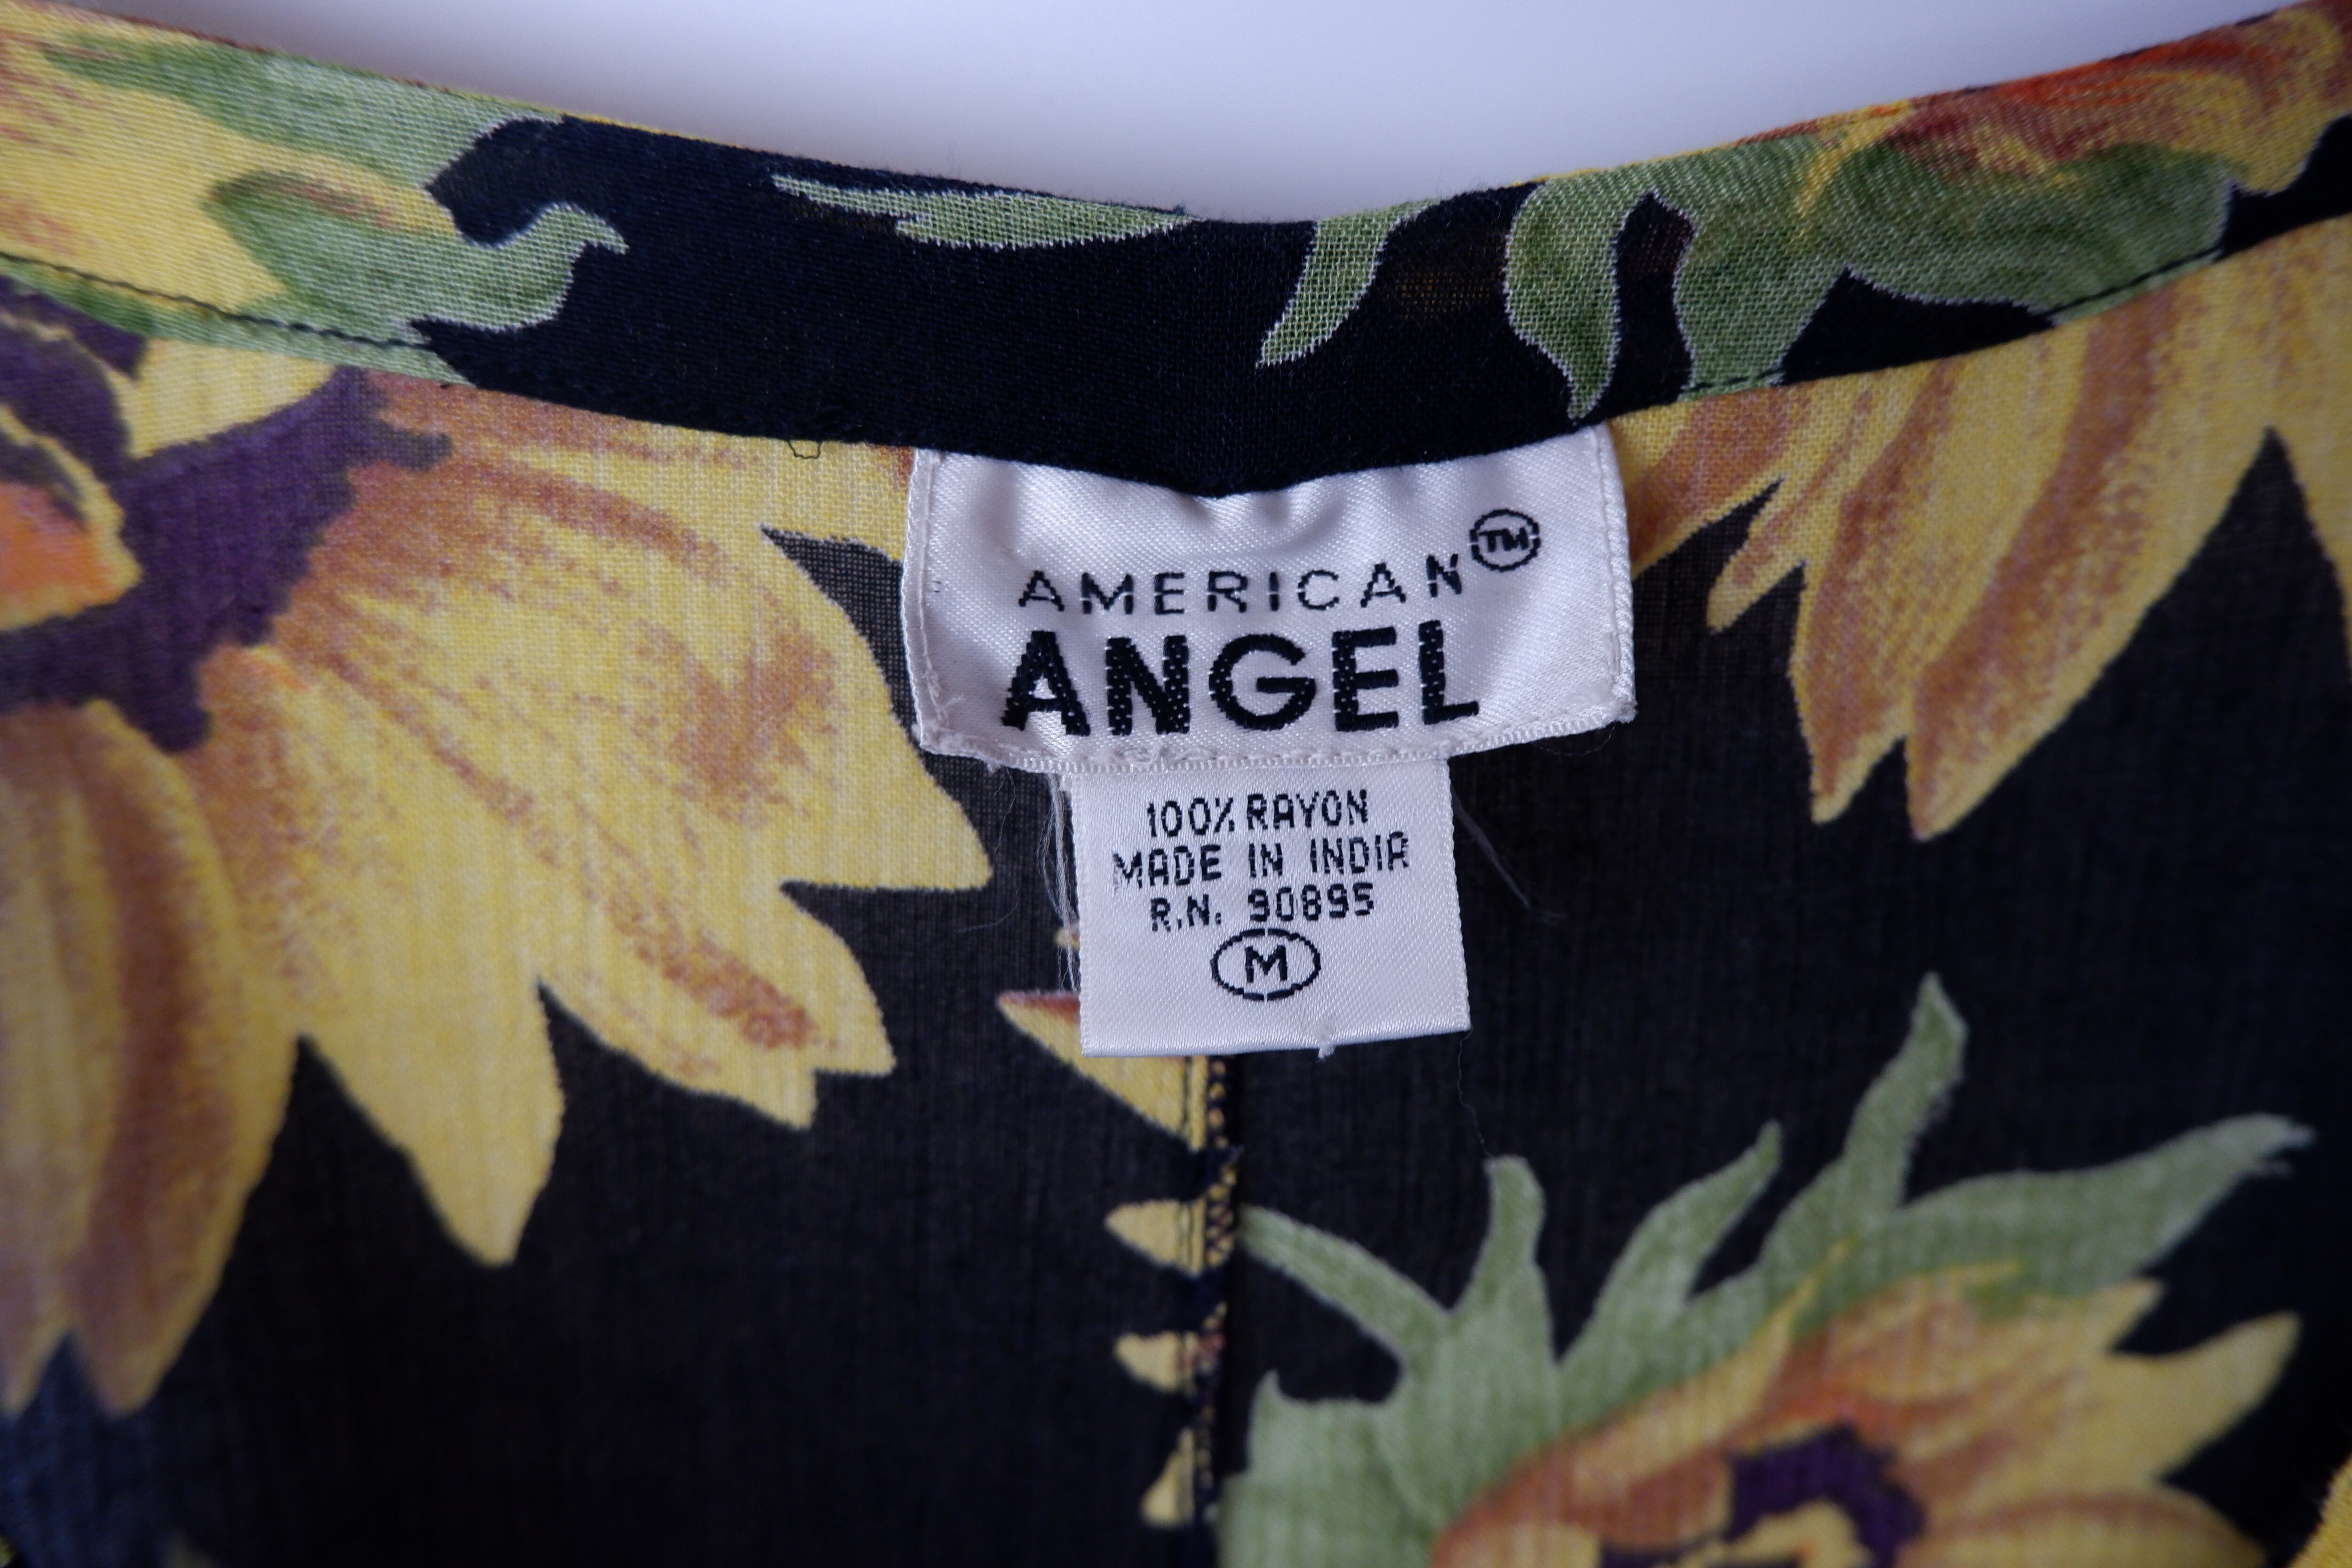 AMERICAN™
ANGEL
100% RAYON
MADE IN INDIA
R.N. 90895
M